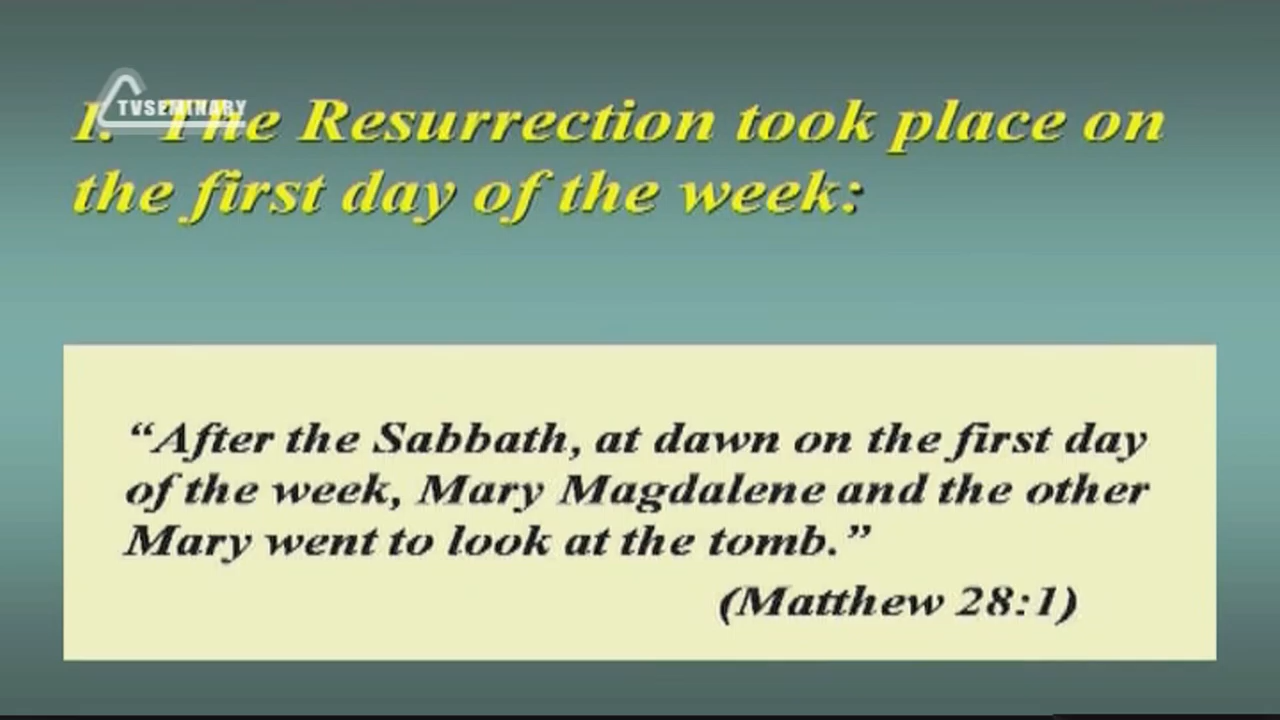 TVSEMINARY
1. The Resurrection took place on
the first day of the week:
“After the Sabbath, at dawn on the first day
of the week, Mary Magdalene and the other
Mary went to look at the tomb.”
(Matthew 28:1)